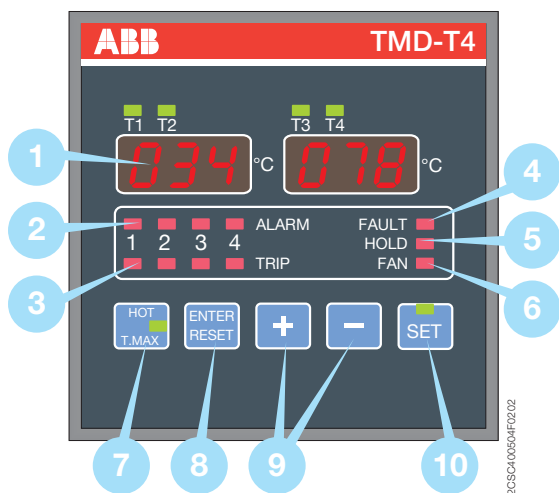 ABB TMD-T4
T1 T2 T3 T4
1 034 °C 078 °C
4
2 ALARM FAULT
1 2 3 4 HOLD 5
3 TRIP FAN 6
HOT ENTER + − SET
T.MAX RESET
7 8 9 10
2CSC400504F0202